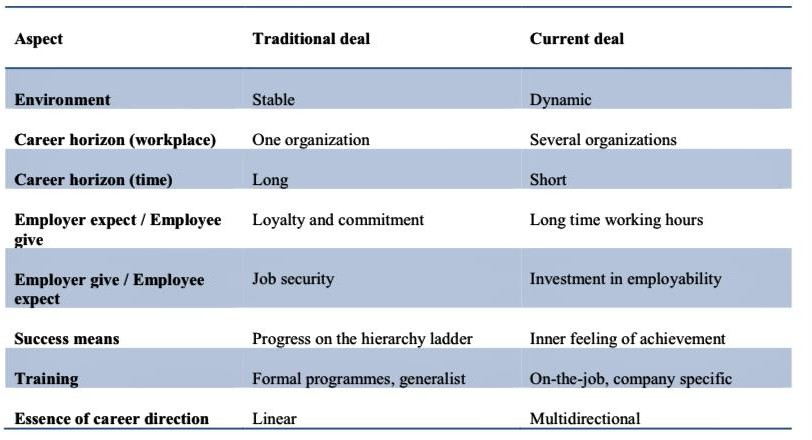 Aspect Traditional deal Current deal
Environment Stable Dynamic
Career horizon (workplace) One organization Several organizations
Career horizon (time) Long Short
Employer expect / Employee Loyalty and commitment Long time working hours
give
Employer give / Employee Job security Investment in employability
expect
Success means Progress on the hierarchy ladder Inner feeling of achievement
Training Formal programmes, generalist On-the-job, company specific
Essence of career direction Linear Multidirectional